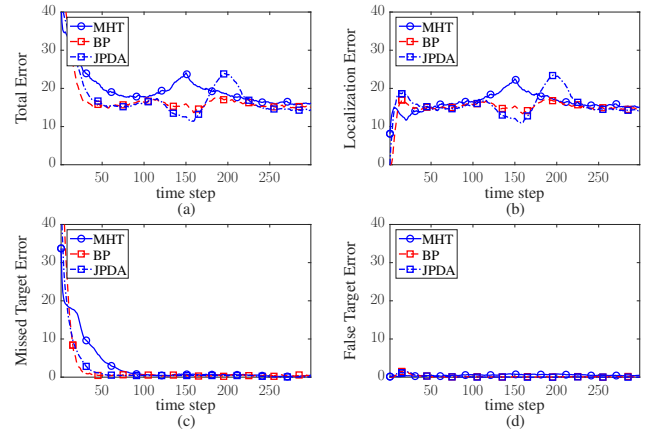 40
30
20
10
0
Total Error
MHT
BP
JPDA
50 100 150 200 250
time step
(a)
40
30
20
10
0
Localization Error
MHT
BP
JPDA
50 100 150 200 250
time step
(b)
40
30
20
10
0
Missed Target Error
MHT
BP
JPDA
50 100 150 200 250
time step
(c)
40
30
20
10
0
False Target Error
MHT
BP
JPDA
50 100 150 200 250
time step
(d)